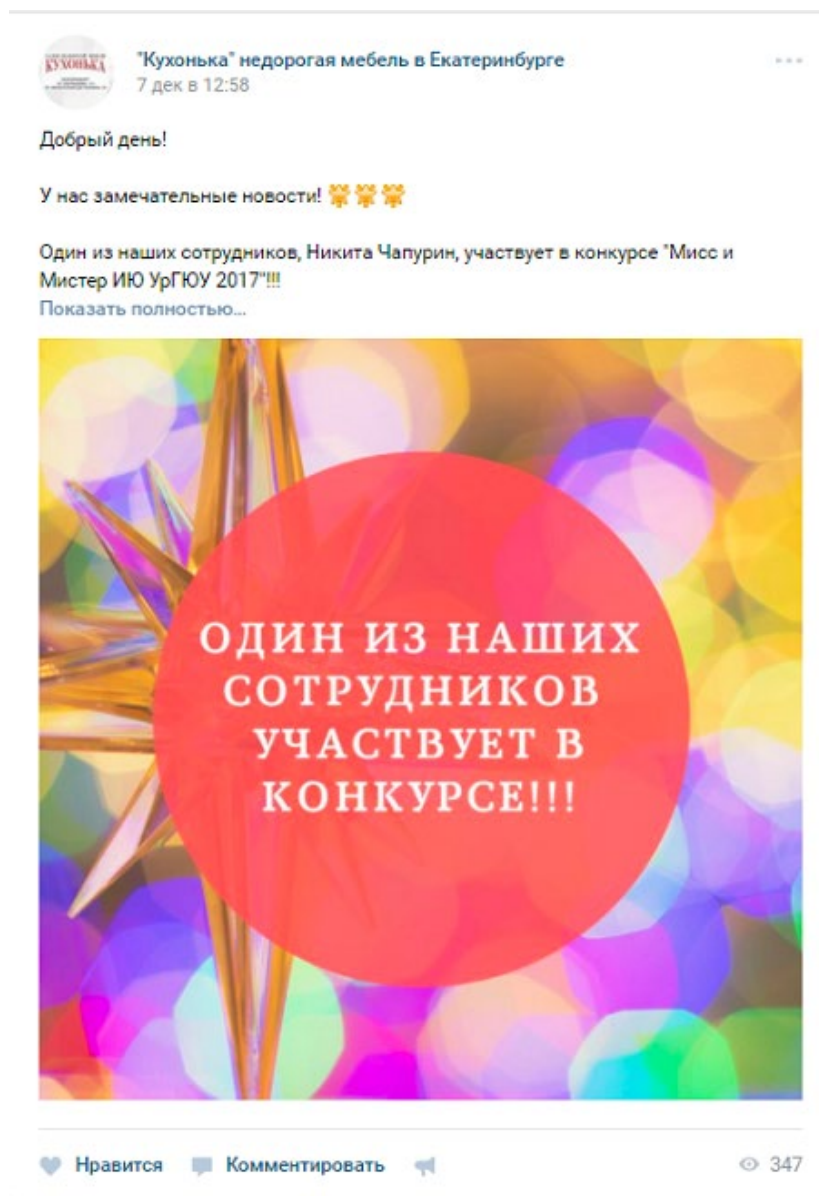 КУХОНЬКА
"Кухонька" недорогая мебель в Екатеринбурге
7 дек в 12:58
Добрый день!
У нас замечательные новости!
Один из наших сотрудников, Никита Чапурин, участвует в конкурсе "Мисс и
Мистер ИЮ УрГЮУ 2017"!!!
Показать полностью...
ОДИН ИЗ НАШИХ
СОТРУДНИКОВ
УЧАСТВУЕТ В
КОНКУРСЕ!!!
Нравится Комментировать 347